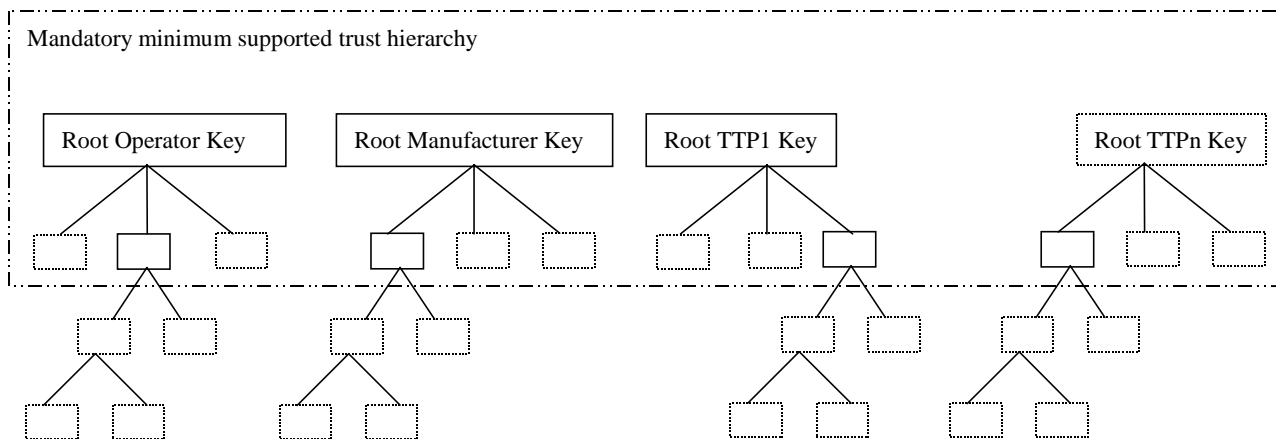 Mandatory minimum supported trust hierarchy
Root Operator Key
Root Manufacturer Key
Root TTP1 Key
Root TTPn Key